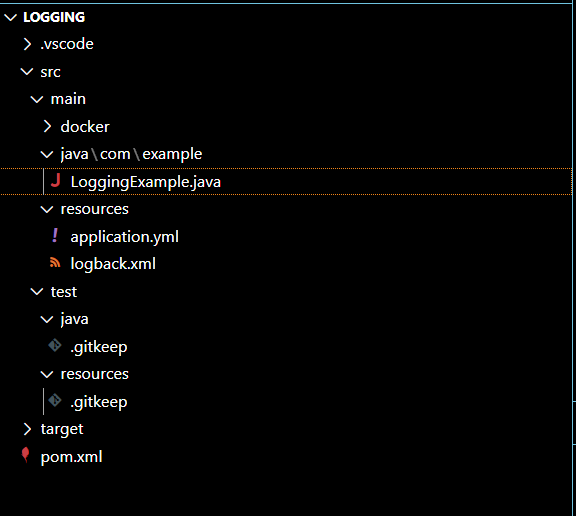 LOGGING
.vscode
src
main
docker
java\com\example
LoggingExample.java
resources
! application.yml
logback.xml
test
java
.gitkeep
resources
.gitkeep
target
pom.xml